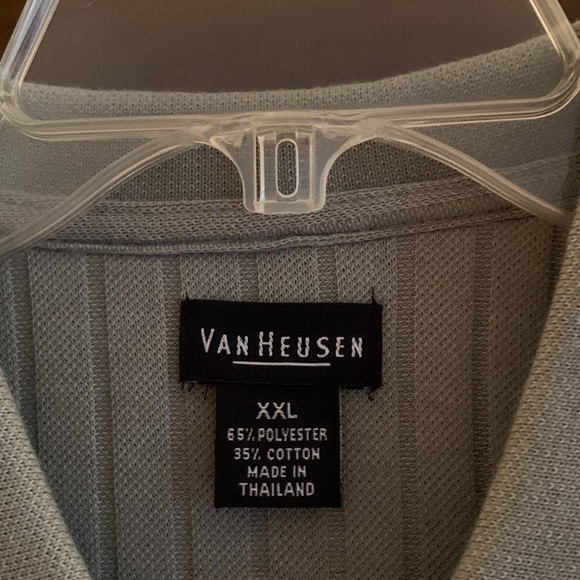 VAN HEUSEN
XXL
65% POLYESTER
35% COTTON
MADE IN
THAILAND